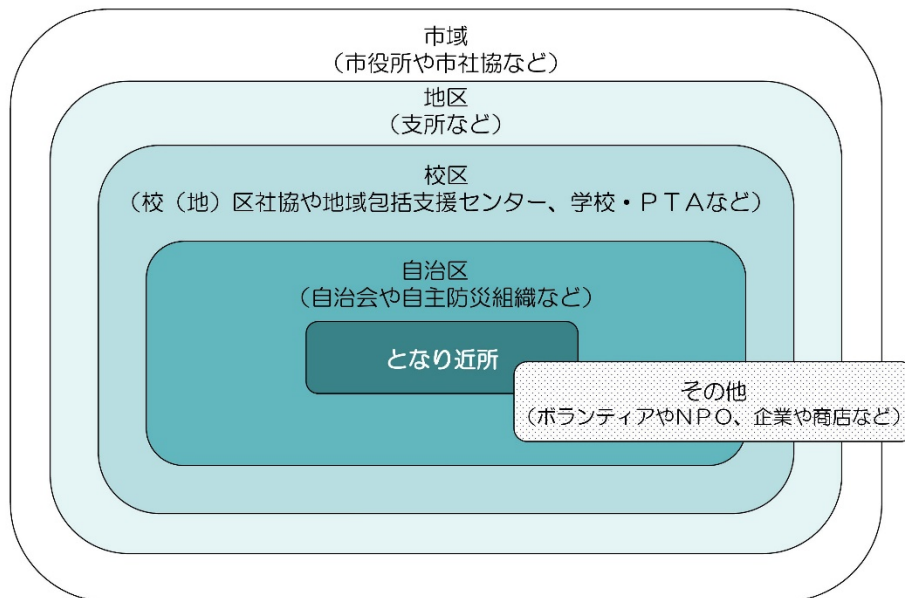 市域
（市役所や市社協など）
地区
（支所など）
校区
（校（地）区社協や地域包括支援センター、学校・ＰＴＡなど）
自治区
（自治会や自主防災組織など）
となり近所
その他
（ボランティアやＮＰＯ、企業や商店など）